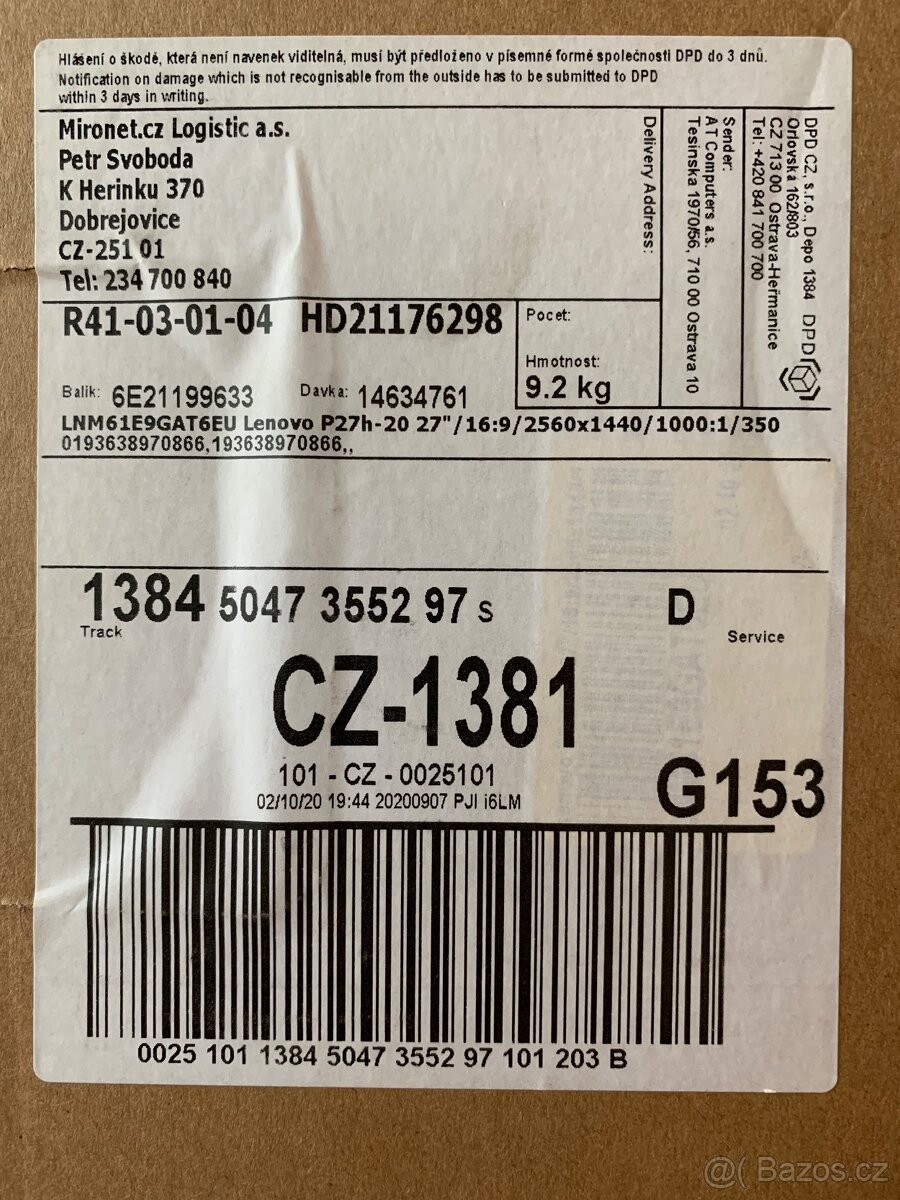 Hlášení o škodě, která není navenek viditelná, musí být předloženo v písemné formě společnosti DPD do 3 dnů.
Notification on damage which is not recognisable from the outside has to be submitted to DPD
within 3 days in writing.
Mironet.cz Logistic a.s.
Petr Svoboda
K Herinku 370
Dobrejovice
CZ-251 01
Tel: 234 700 840
Delivery Address:
Sender:
AT Computers a.s.
Tesinska 1970/56, 710 00 Ostrava 10
DPD CZ, s.r.o., Depo 1384
Orlovska 162/803
CZ 713 00 Ostrava-Heřmanice
Tel: +420 841 700 700
DPD
R41-03-01-04 HD21176298
Pocet:
Hmotnost:
9.2 kg
Balik: 6E21199633 Davka: 14634761
LNM61E9GAT6EU Lenovo P27h-20 27"/16:9/2560x1440/1000:1/350
0193638970866,193638970866,,
1384 5047 3552 97 S D
Track Service
CZ-1381
101 - CZ - 0025101
02/10/20 19:44 20200907 PJI i6LM
G153
0025 101 1384 5047 3552 97 101 203 B
@( Bazos.cz